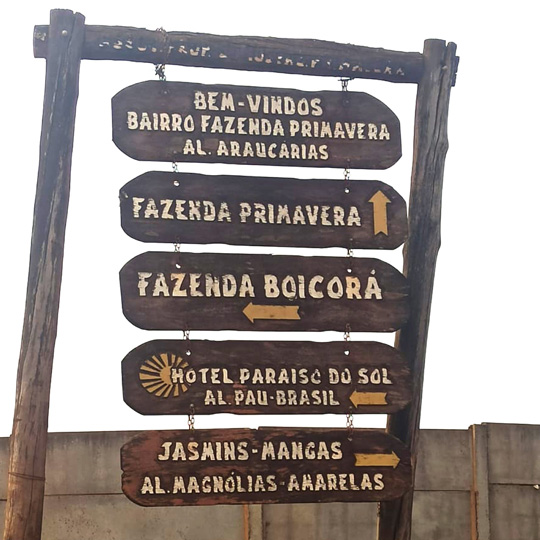 BEM-VINDOS
BAIRRO FAZENDA PRIMAVERA
AL. ARAUCÁRIAS
FAZENDA PRIMAVERA
FAZENDA BOICORÁ
HOTEL PARAISO DO SOL
AL. PAU-BRASIL
JASMINS-MANGAS
AL. MAGNÓLIAS-AMARELAS